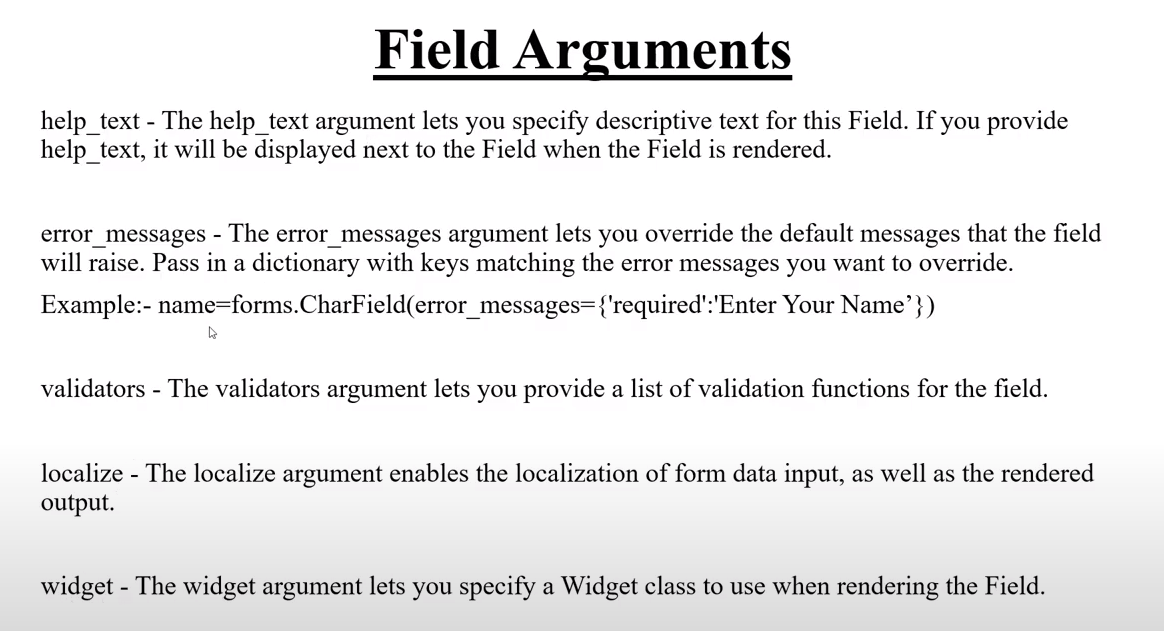 Field Arguments
help_text - The help_text argument lets you specify descriptive text for this Field. If you provide
help_text, it will be displayed next to the Field when the Field is rendered.
error_messages - The error_messages argument lets you override the default messages that the field
will raise. Pass in a dictionary with keys matching the error messages you want to override.
Example:- name=forms.CharField(error_messages={'required':'Enter Your Name’})
validators - The validators argument lets you provide a list of validation functions for the field.
localize - The localize argument enables the localization of form data input, as well as the rendered
output.
widget - The widget argument lets you specify a Widget class to use when rendering the Field.